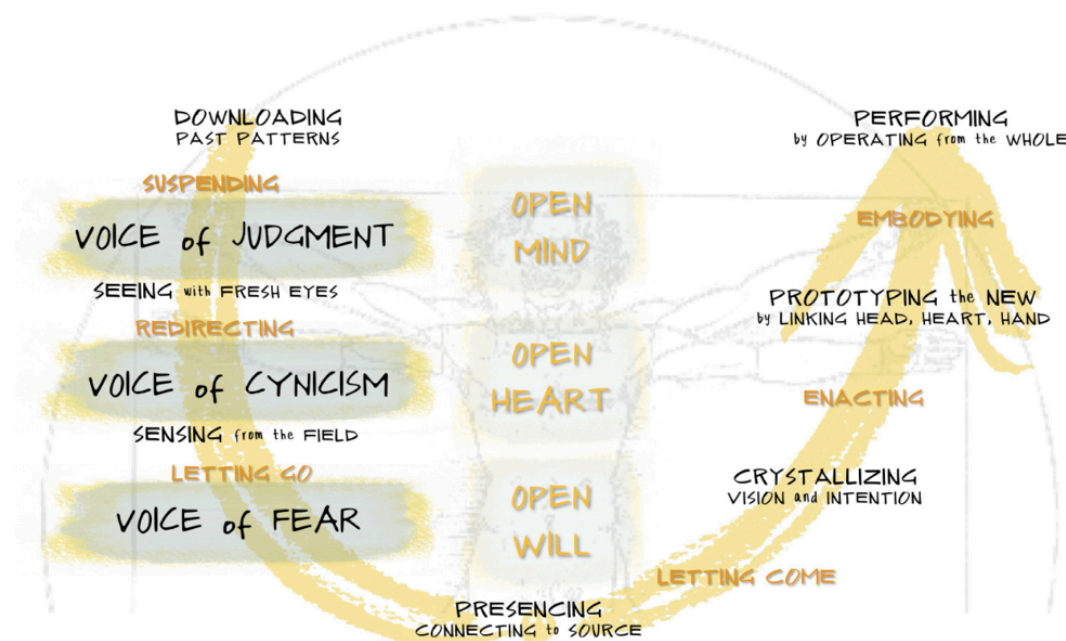 DOWNLOADING
PAST PATTERNS
SUSPENDING
VOICE of JUDGMENT
SEEING with FRESH EYES
REDIRECTING
VOICE of CYNICISM
SENSING from the FIELD
LETTING GO
VOICE of FEAR
OPEN
MIND
OPEN
HEART
OPEN
WILL
PRESENCING
CONNECTING to SOURCE
PERFORMING
by OPERATING from the WHOLE
EMBODYING
PROTOTYPING the NEW
by LINKING HEAD, HEART, HAND
ENACTING
CRYSTALLIZING
VISION and INTENTION
LETTING COME